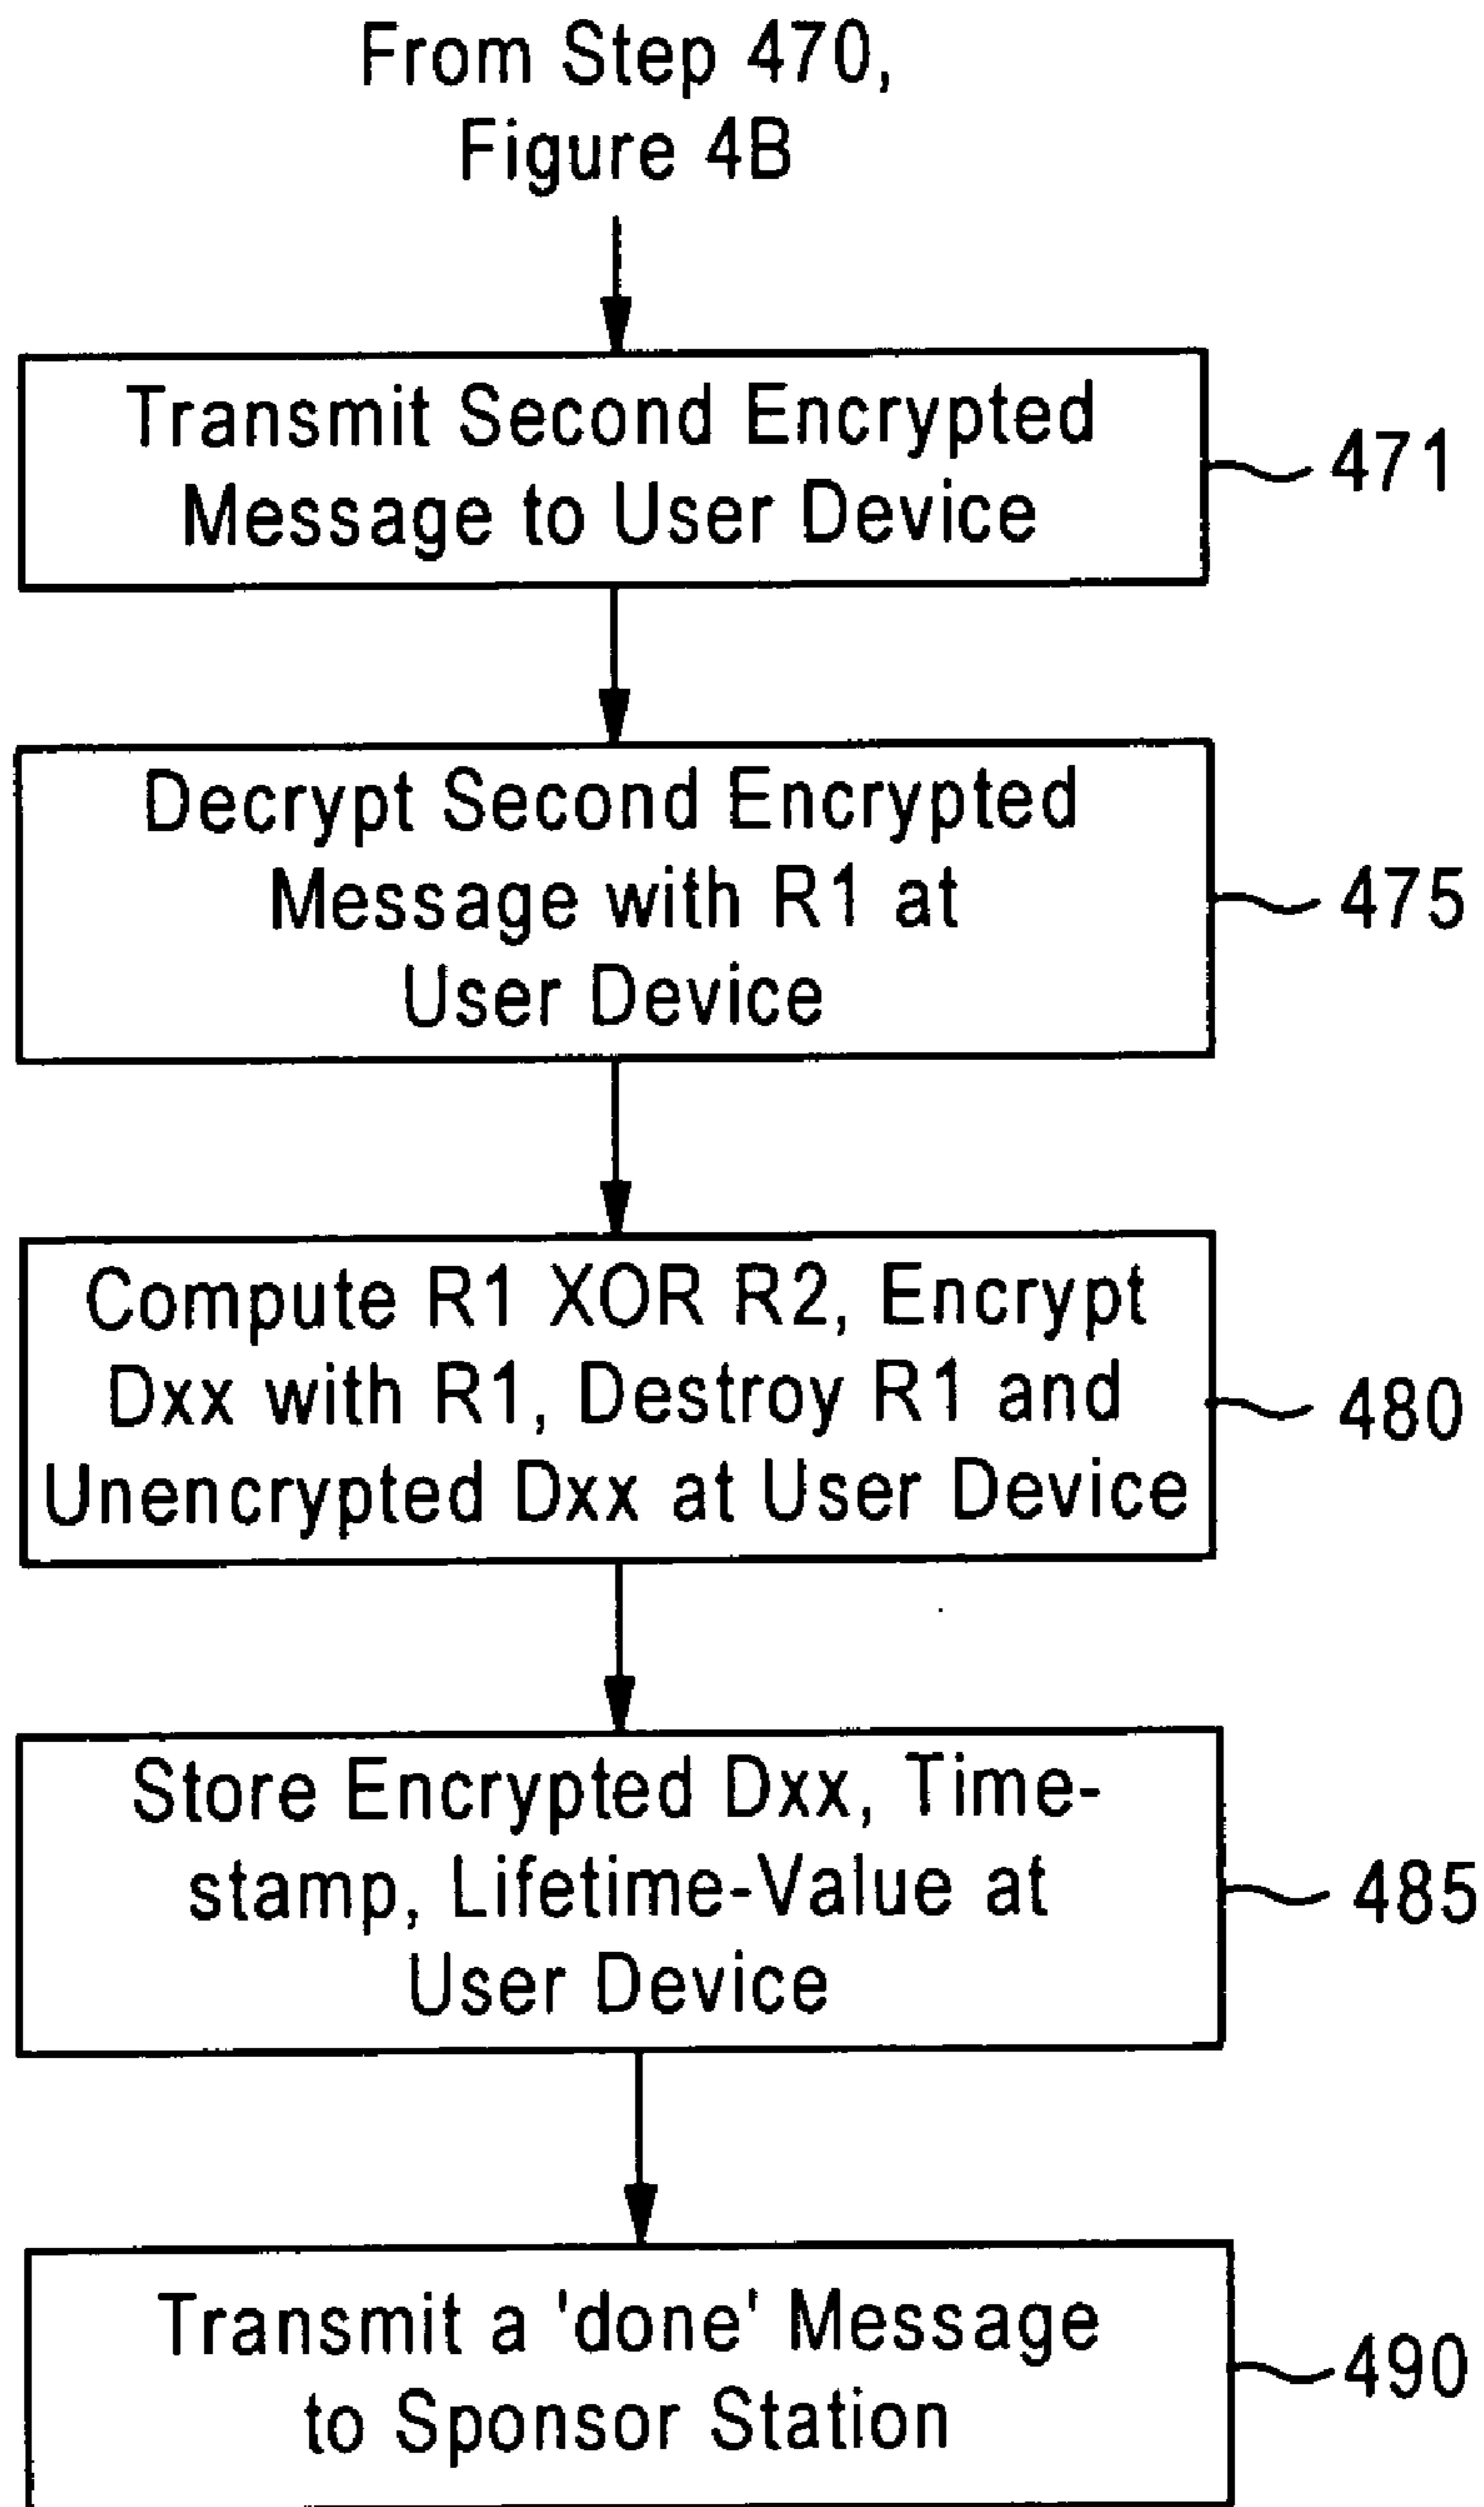 From Step 470,
Figure 4B
Transmit Second Encrypted
Message to User Device
471
Decrypt Second Encrypted
Message with R1 at
User Device
475
Compute R1 XOR R2, Encrypt
Dxx with R1, Destroy R1 and
Unencrypted Dxx at User Device
480
Store Encrypted Dxx, Time-
stamp, Lifetime-Value at
User Device
485
Transmit a 'done' Message
to Sponsor Station
490